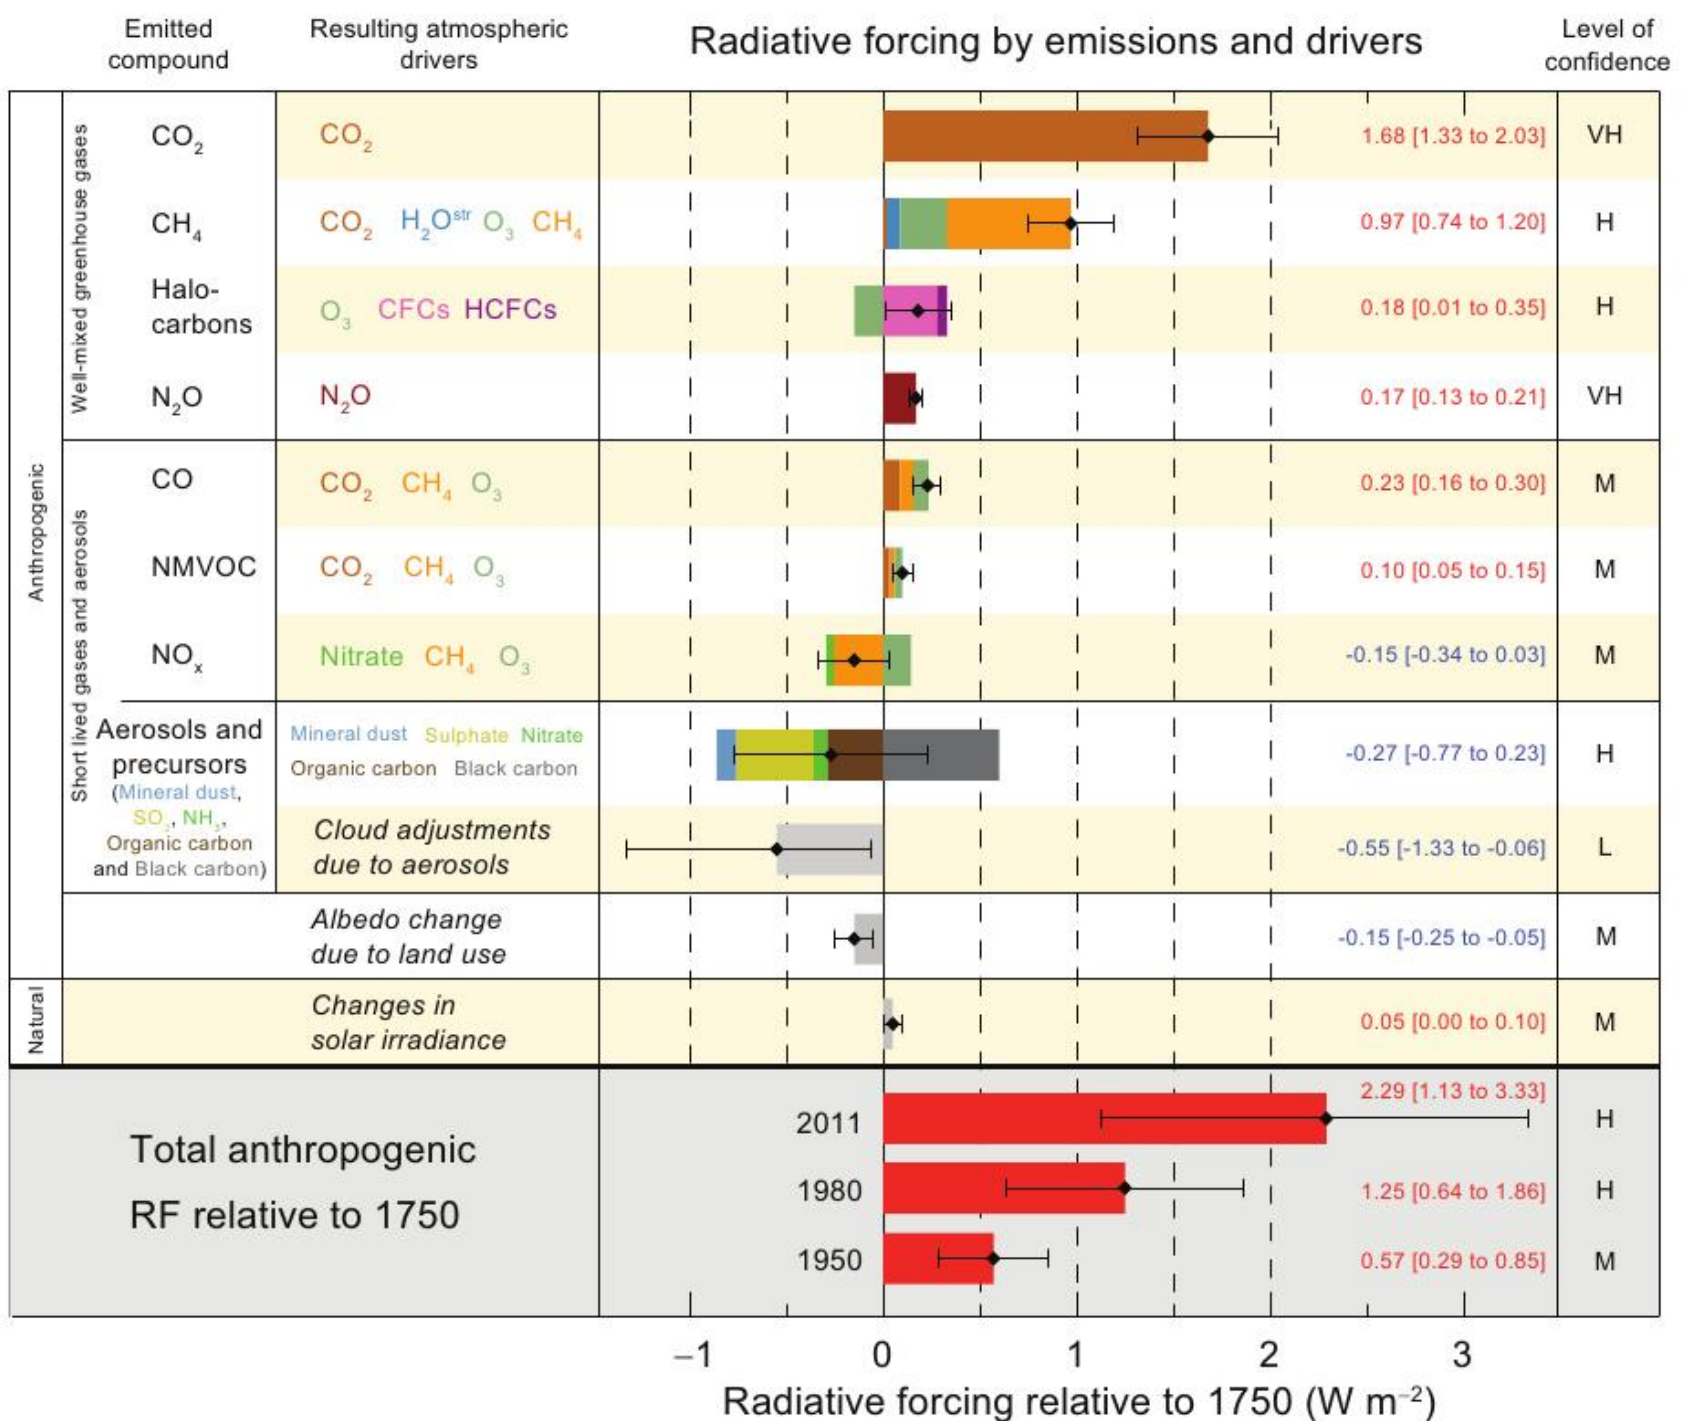 Emitted
compound
Resulting atmospheric
drivers
Radiative forcing by emissions and drivers
Level of
confidence
Anthropogenic
Well-mixed greenhouse gases
CO₂
CO₂
1.68 [1.33 to 2.03]
VH
CH₄
CO₂ H₂Oˢᵗʳ O₃ CH₄
0.97 [0.74 to 1.20]
H
Halo-
carbons
O₃ CFCs HCFCs
0.18 [0.01 to 0.35]
H
N₂O
N₂O
0.17 [0.13 to 0.21]
VH
Short lived gases and aerosols
CO
CO₂ CH₄ O₃
0.23 [0.16 to 0.30]
M
NMVOC
CO₂ CH₄ O₃
0.10 [0.05 to 0.15]
M
NOₓ
Nitrate CH₄ O₃
-0.15 [-0.34 to 0.03]
M
Aerosols and
precursors
(Mineral dust,
SO₂, NH₃,
Organic carbon
and Black carbon)
Mineral dust Sulphate Nitrate
Organic carbon Black carbon
-0.27 [-0.77 to 0.23]
H
Cloud adjustments
due to aerosols
-0.55 [-1.33 to -0.06]
L
Albedo change
due to land use
-0.15 [-0.25 to -0.05]
M
Natural
Changes in
solar irradiance
0.05 [0.00 to 0.10]
M
Total anthropogenic
RF relative to 1750
2011
2.29 [1.13 to 3.33]
H
1980
1.25 [0.64 to 1.86]
H
1950
0.57 [0.29 to 0.85]
M
−1 0 1 2 3
Radiative forcing relative to 1750 (W m⁻²)